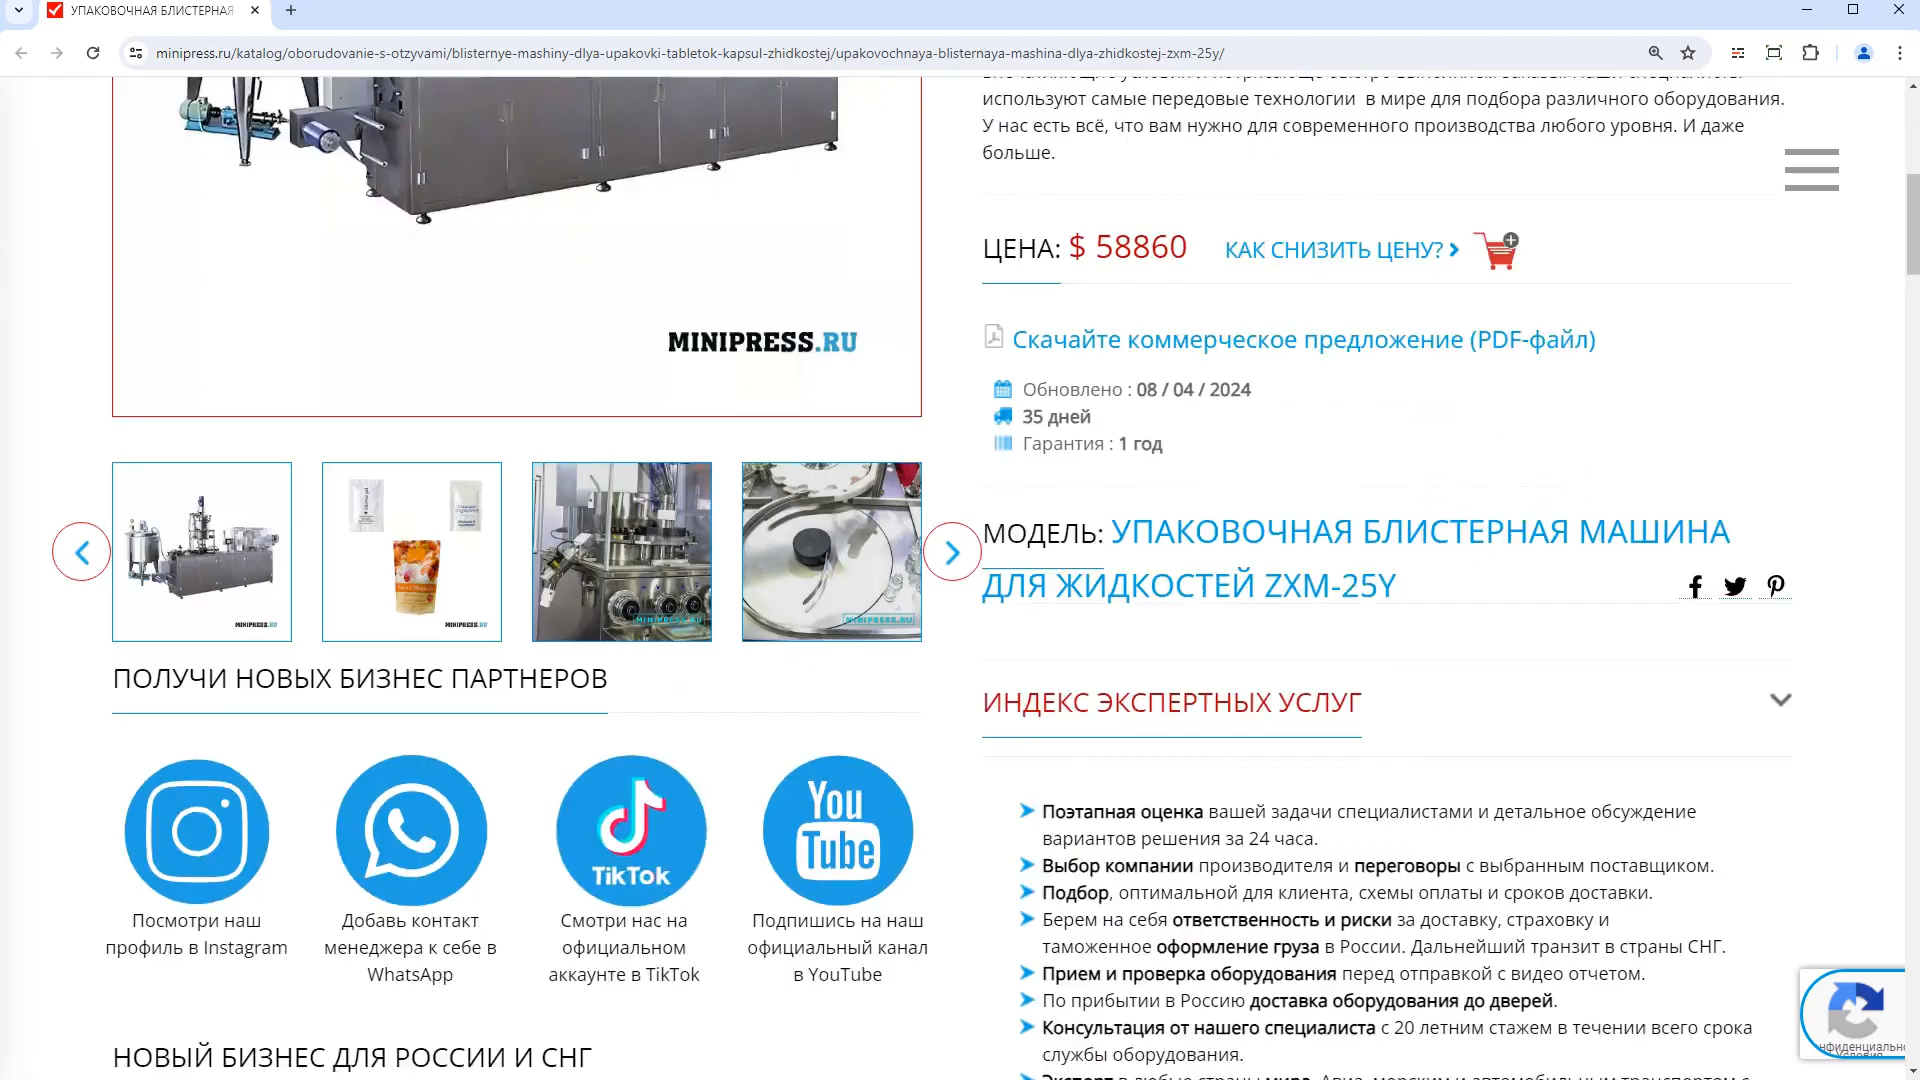 УПАКОВОЧНАЯ БЛИСТЕРНАЯ
minipress.ru/katalog/oborudovanie-s-otzyvami/blisternye-mashiny-dlya-upakovki-tabletok-kapsul-zhidkostej/upakovochnaya-blisternaya-mashina-dlya-zhidkostej-zxm-25y/
используют самые передовые технологии в мире для подбора различного оборудования.
У нас есть всё, что вам нужно для современного производства любого уровня. И даже
больше.
ЦЕНА: $ 58860 КАК СНИЗИТЬ ЦЕНУ?
MINIPRESS.RU
Скачайте коммерческое предложение (PDF-файл)
Обновлено : 08 / 04 / 2024
35 дней
Гарантия : 1 год
МОДЕЛЬ: УПАКОВОЧНАЯ БЛИСТЕРНАЯ МАШИНА
ДЛЯ ЖИДКОСТЕЙ ZXM-25Y
MINIPRESS.RU
MINIPRESS.RU
MINIPRESS.RU
MINIPRESS.RU
ПОЛУЧИ НОВЫХ БИЗНЕС ПАРТНЕРОВ
ИНДЕКС ЭКСПЕРТНЫХ УСЛУГ
TikTok
You
Tube
Посмотри наш
профиль в Instagram
Добавь контакт
менеджера к себе в
WhatsApp
Смотри нас на
официальном
аккаунте в TikTok
Подпишись на наш
официальный канал
в YouTube
Поэтапная оценка вашей задачи специалистами и детальное обсуждение
вариантов решения за 24 часа.
Выбор компании производителя и переговоры с выбранным поставщиком.
Подбор, оптимальной для клиента, схемы оплаты и сроков доставки.
Берем на себя ответственность и риски за доставку, страховку и
таможенное оформление груза в России. Дальнейший транзит в страны СНГ.
Прием и проверка оборудования перед отправкой с видео отчетом.
По прибытии в Россию доставка оборудования до дверей.
Консультация от нашего специалиста с 20 летним стажем в течении всего срока
службы оборудования.
НОВЫЙ БИЗНЕС ДЛЯ РОССИИ И СНГ